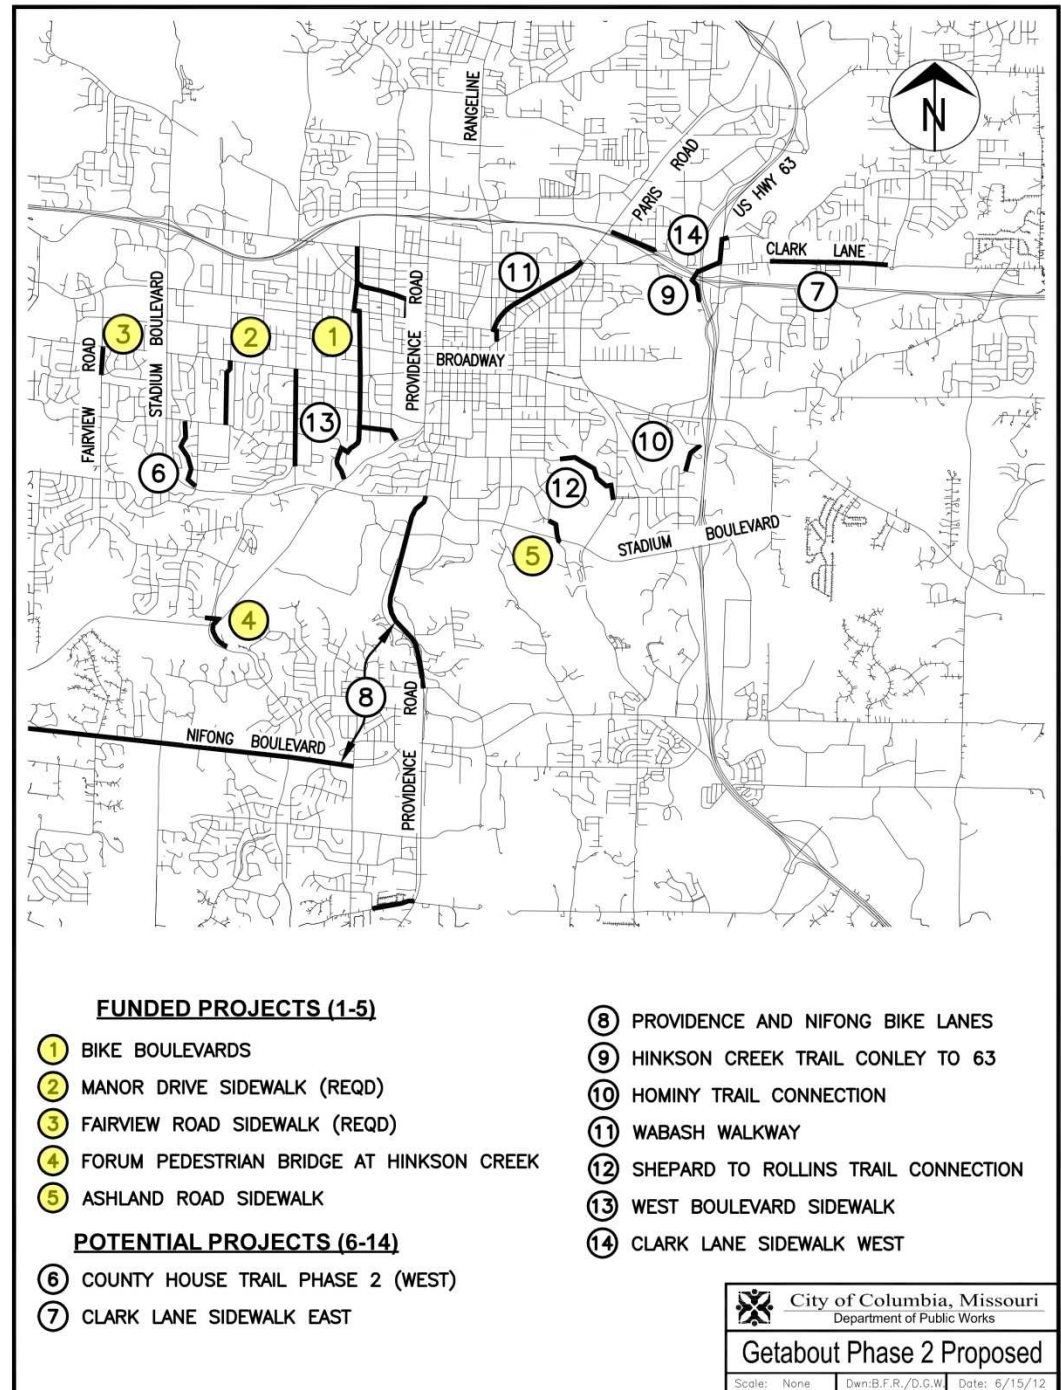 RANGELINE
N
PARIS ROAD
US HWY 63
14
CLARK LANE
11
9
7
STADIUM BOULEVARD
ROAD
PROVIDENCE
3
2
1
BROADWAY
FAIRVIEW ROAD
13
10
6
12
5
STADIUM BOULEVARD
4
8
PROVIDENCE ROAD
NIFONG BOULEVARD
FUNDED PROJECTS (1-5)
1 BIKE BOULEVARDS
2 MANOR DRIVE SIDEWALK (REQD)
3 FAIRVIEW ROAD SIDEWALK (REQD)
4 FORUM PEDESTRIAN BRIDGE AT HINKSON CREEK
5 ASHLAND ROAD SIDEWALK
POTENTIAL PROJECTS (6-14)
6 COUNTY HOUSE TRAIL PHASE 2 (WEST)
7 CLARK LANE SIDEWALK EAST
8 PROVIDENCE AND NIFONG BIKE LANES
9 HINKSON CREEK TRAIL CONLEY TO 63
10 HOMINY TRAIL CONNECTION
11 WABASH WALKWAY
12 SHEPARD TO ROLLINS TRAIL CONNECTION
13 WEST BOULEVARD SIDEWALK
14 CLARK LANE SIDEWALK WEST
City of Columbia, Missouri
Department of Public Works
Getabout Phase 2 Proposed
Scale: None Dwn:B.F.R./D.G.W. Date: 6/15/12